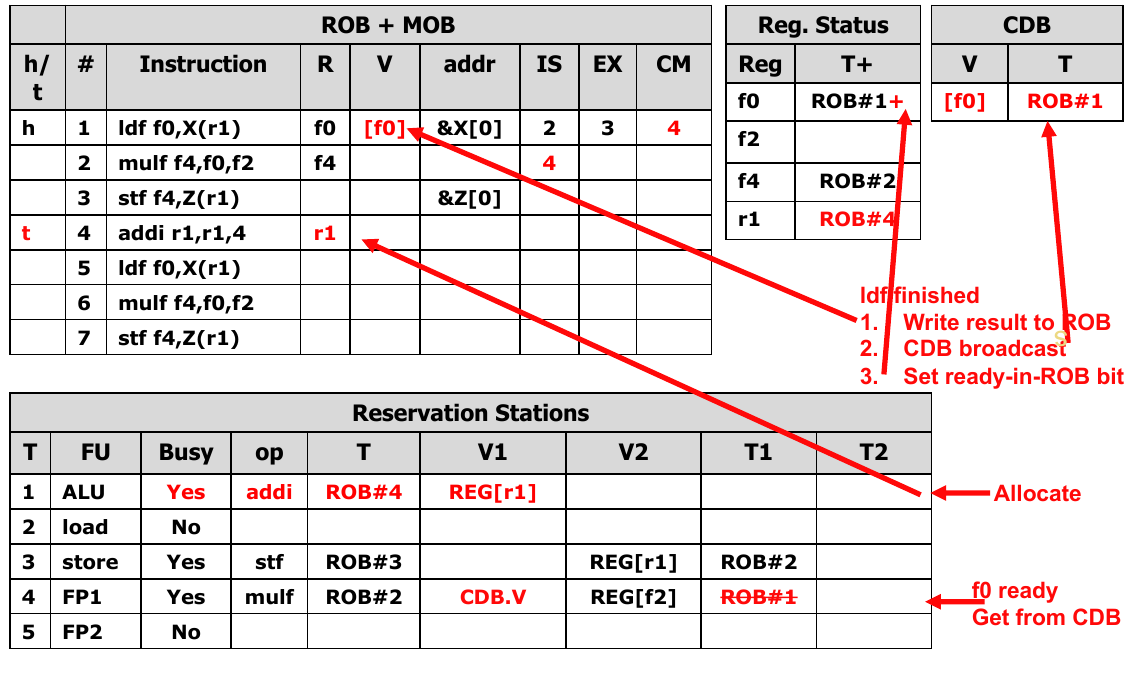 ROB + MOB
h/t # Instruction R V addr IS EX CM
h 1 ldf f0,X(r1) f0 [f0] &X[0] 2 3 4
2 mulf f4,f0,f2 f4 4
3 stf f4,Z(r1) &Z[0]
t 4 addi r1,r1,4 r1
5 ldf f0,X(r1)
6 mulf f4,f0,f2
7 stf f4,Z(r1)
Reg. Status
Reg T+
f0 ROB#1+
f2
f4 ROB#2
r1 ROB#4
CDB
V T
[f0] ROB#1
ldf finished
1. Write result to ROB
2. CDB broadcast
3. Set ready-in-ROB bit
Reservation Stations
T FU Busy op T V1 V2 T1 T2
1 ALU Yes addi ROB#4 REG[r1]
2 load No
3 store Yes stf ROB#3 REG[r1] ROB#2
4 FP1 Yes mulf ROB#2 CDB.V REG[f2] ROB#1
5 FP2 No
Allocate
f0 ready
Get from CDB